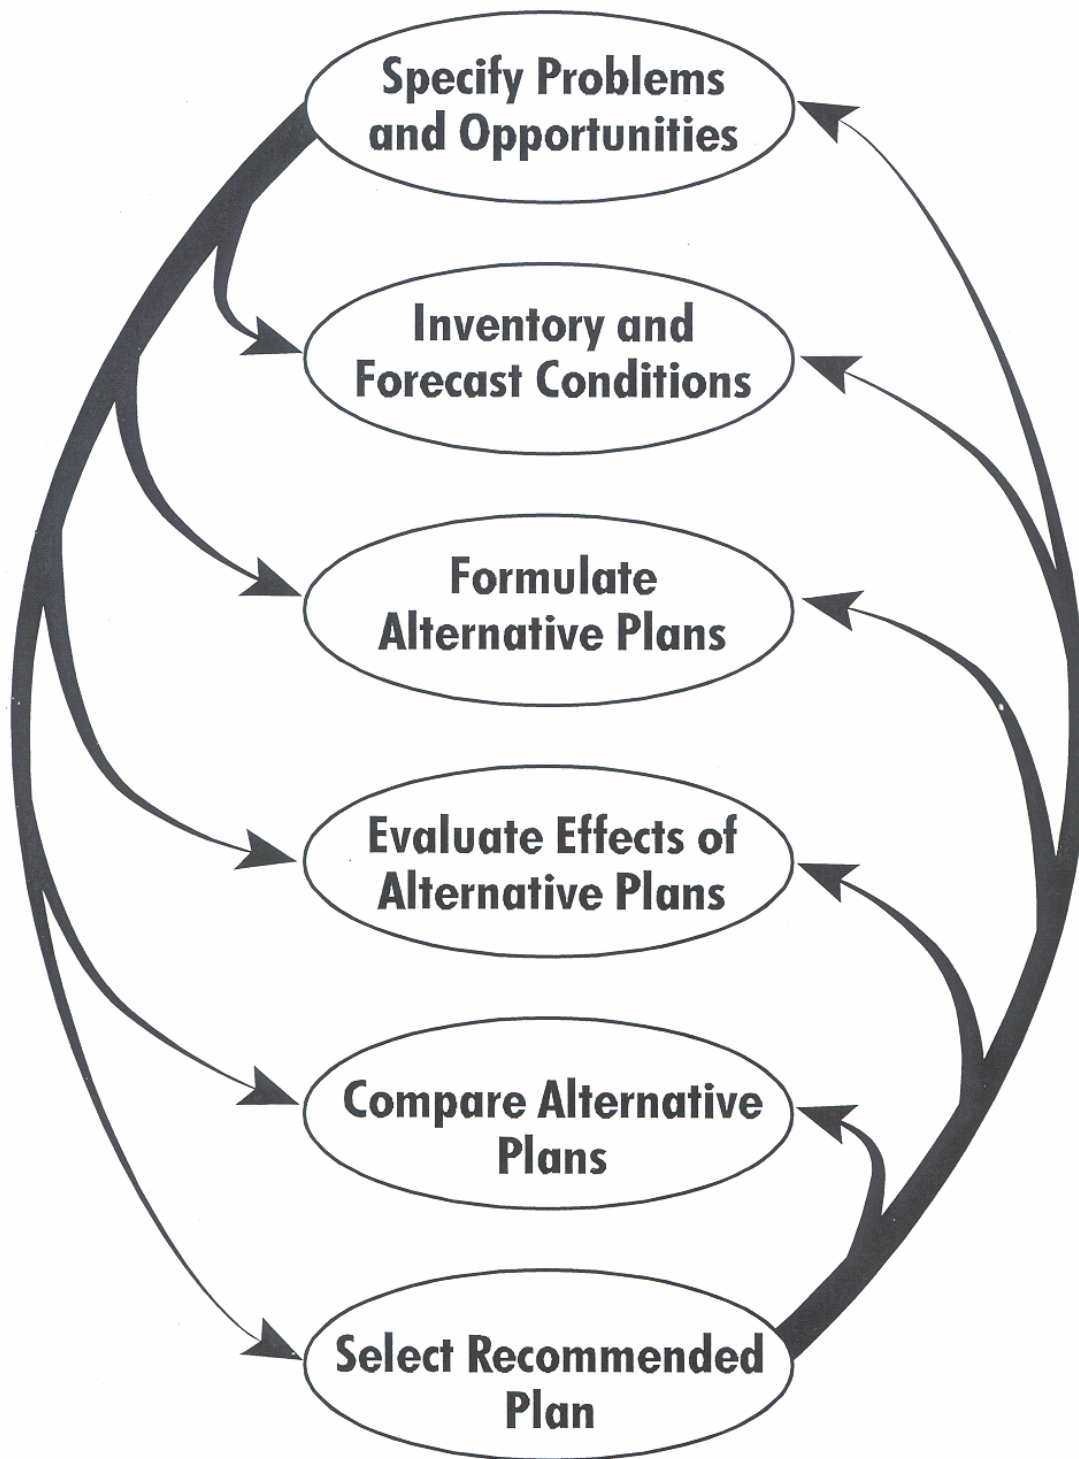 Specify Problems
and Opportunities
Inventory and
Forecast Conditions
Formulate
Alternative Plans
Evaluate Effects of
Alternative Plans
Compare Alternative
Plans
Select Recommended
Plan